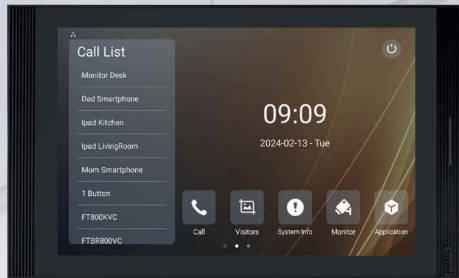 Call List
Monitor Desk
Dad Smartphone
Ipad Kitchen
Ipad LivingRoom
Mom Smartphone
1 Button
FT800KVC
FTBR800VC
09:09
2024-02-13 - Tue
Call
Visitors
System Info
Monitor
Application